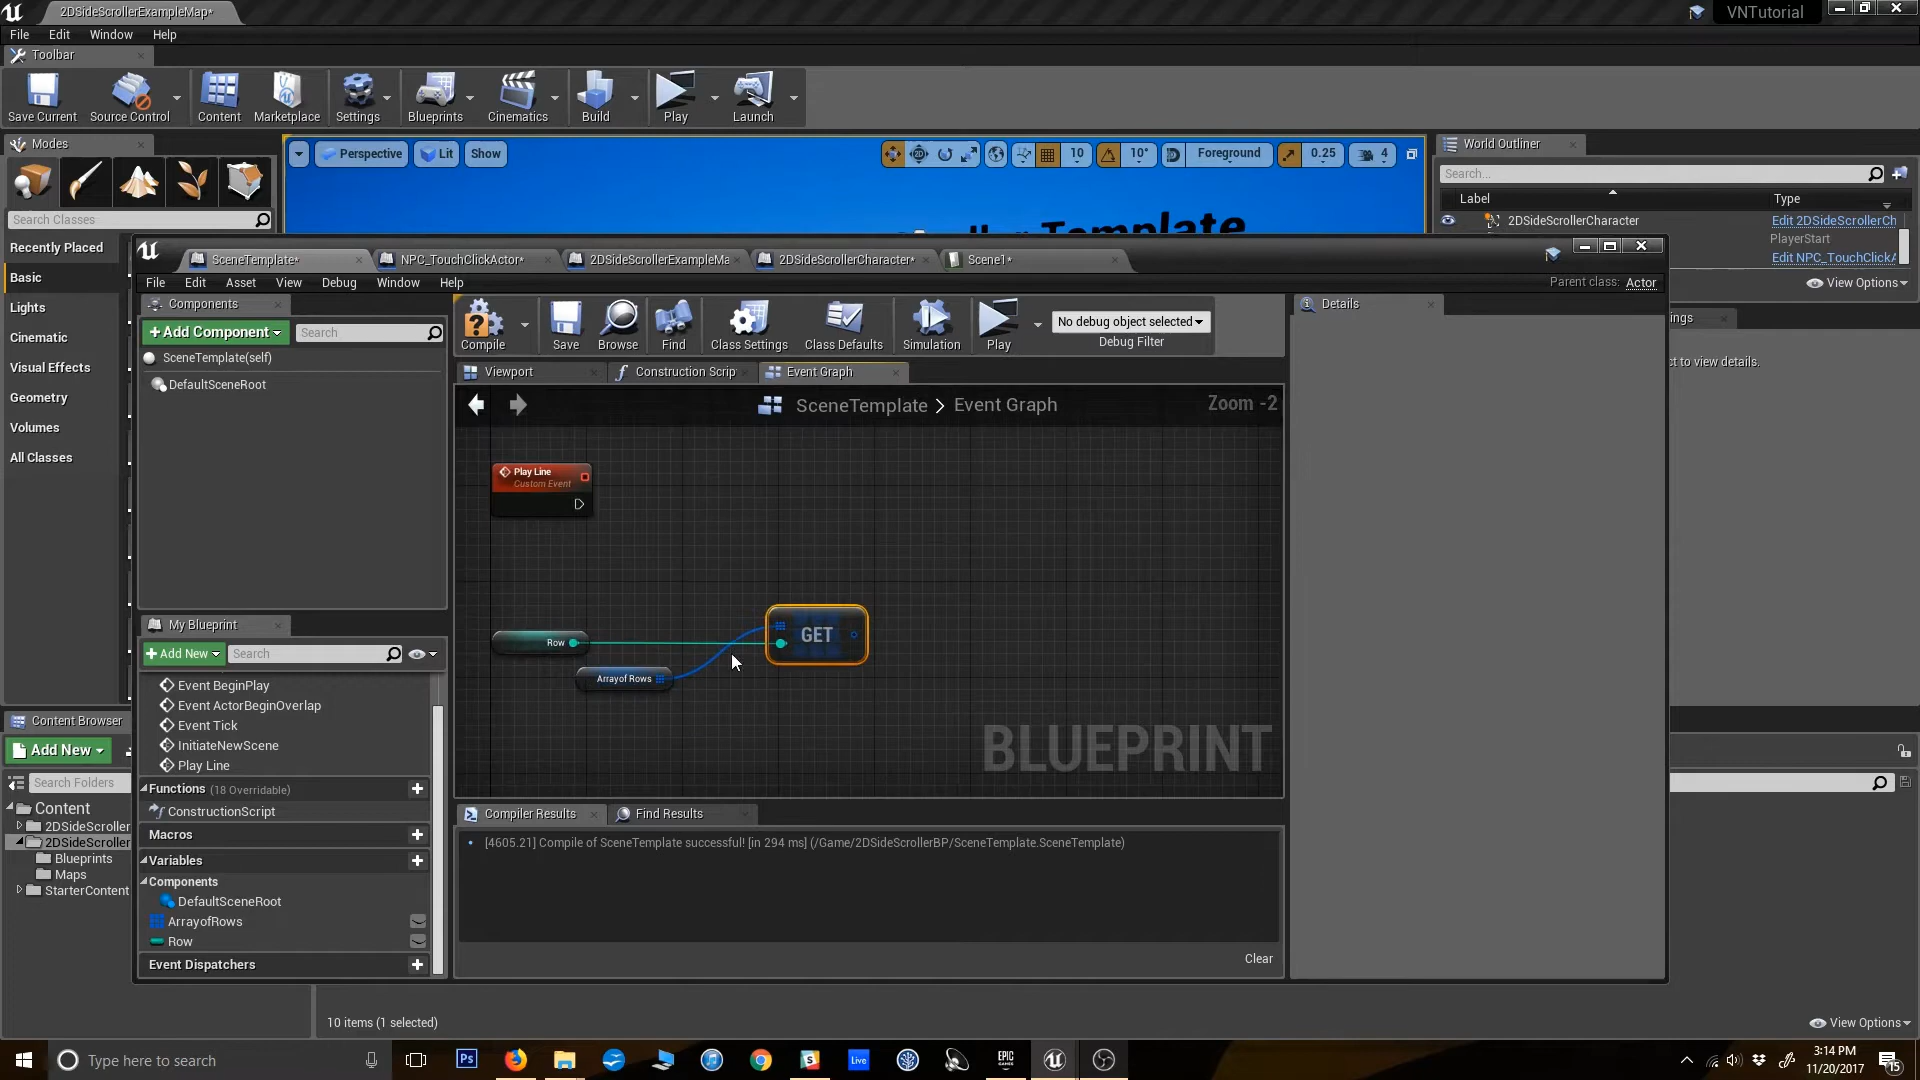 2DSideScrollerExampleMap*
VNTutorial
File Edit Window Help
Toolbar
Save Current
Source Control
Content
Marketplace
Settings
Blueprints
Cinematics
Build
Play
Launch
Modes
Search Classes
Recently Placed
Basic
Lights
Cinematic
Visual Effects
Geometry
Volumes
All Classes
Perspective
Lit
Show
10
10°
Foreground
0.25
4
Template
World Outliner
Search...
Label
Type
2DSideScrollerCharacter
Edit 2DSideScrollerCh
PlayerStart
Edit NPC_TouchClickA
View Options
ings
ct to view details.
SceneTemplate*
NPC_TouchClickActor*
2DSideScrollerExampleMa
2DSideScrollerCharacter*
Scene1*
File Edit Asset View Debug Window Help
Parent class: Actor
Components
+Add Component
Search
SceneTemplate(self)
DefaultSceneRoot
Compile
Save
Browse
Find
Class Settings
Class Defaults
Simulation
Play
No debug object selected
Debug Filter
Details
Viewport
Construction Scrip
Event Graph
SceneTemplate > Event Graph
Zoom -2
Play Line
Custom Event
Row
Arrayof Rows
GET
BLUEPRINT
My Blueprint
+Add New
Search
Event BeginPlay
Event ActorBeginOverlap
Event Tick
InitiateNewScene
Play Line
Functions (18 Overridable)
ConstructionScript
Macros
Variables
Components
DefaultSceneRoot
ArrayofRows
Row
Event Dispatchers
Compiler Results
Find Results
[4605.21] Compile of SceneTemplate successful! [in 294 ms] (/Game/2DSideScrollerBP/SceneTemplate.SceneTemplate)
Clear
Content Browser
Add New
Search Folders
Content
2DSideScroller
2DSideScroller
Blueprints
Maps
StarterContent
10 items (1 selected)
View Options
Type here to search
Ps
Live
EPIC
GAMES
3:14 PM
11/20/2017
15